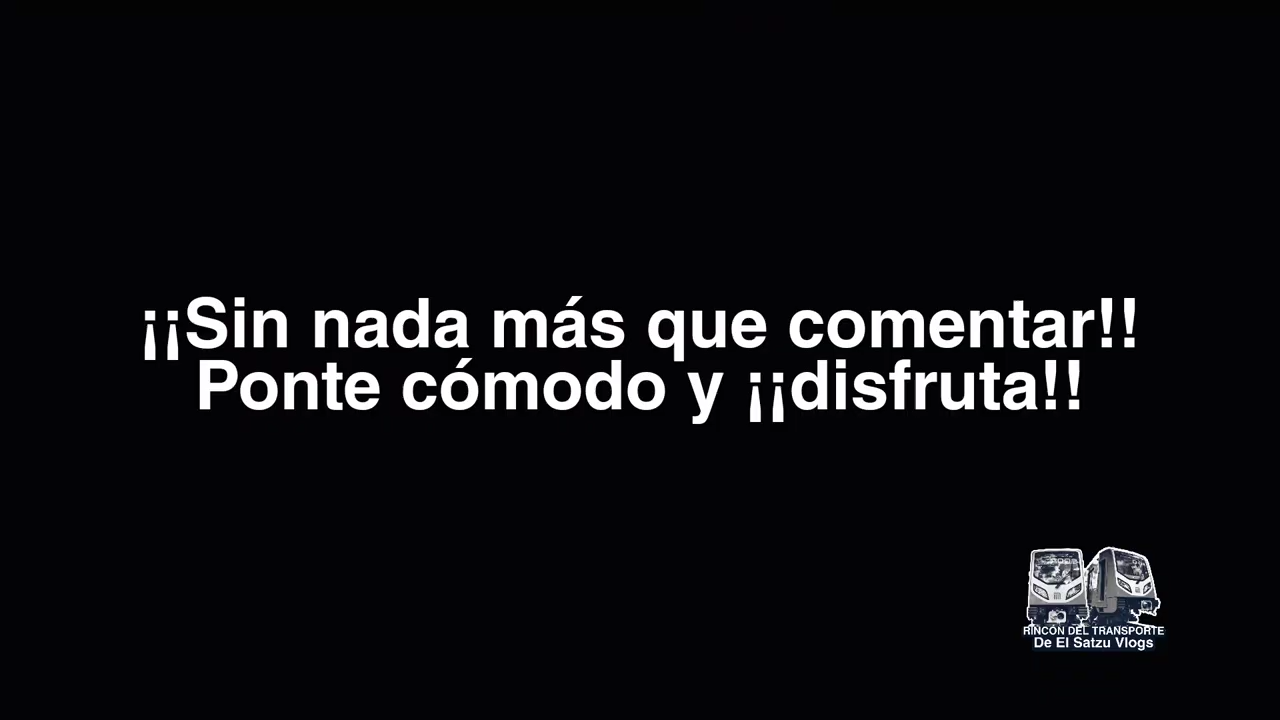 ¡¡Sin nada más que comentar!!
Ponte cómodo y ¡¡disfruta!!
RINCÓN DEL TRANSPORTE
De El Satzu Vlogs